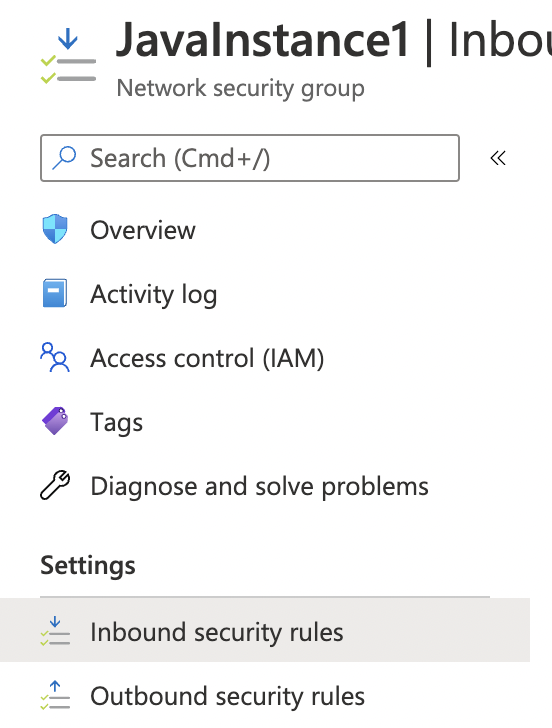 JavaInstance1 | Inbou
Network security group
Search (Cmd+/)
«
Overview
Activity log
Access control (IAM)
Tags
Diagnose and solve problems
Settings
Inbound security rules
Outbound security rules